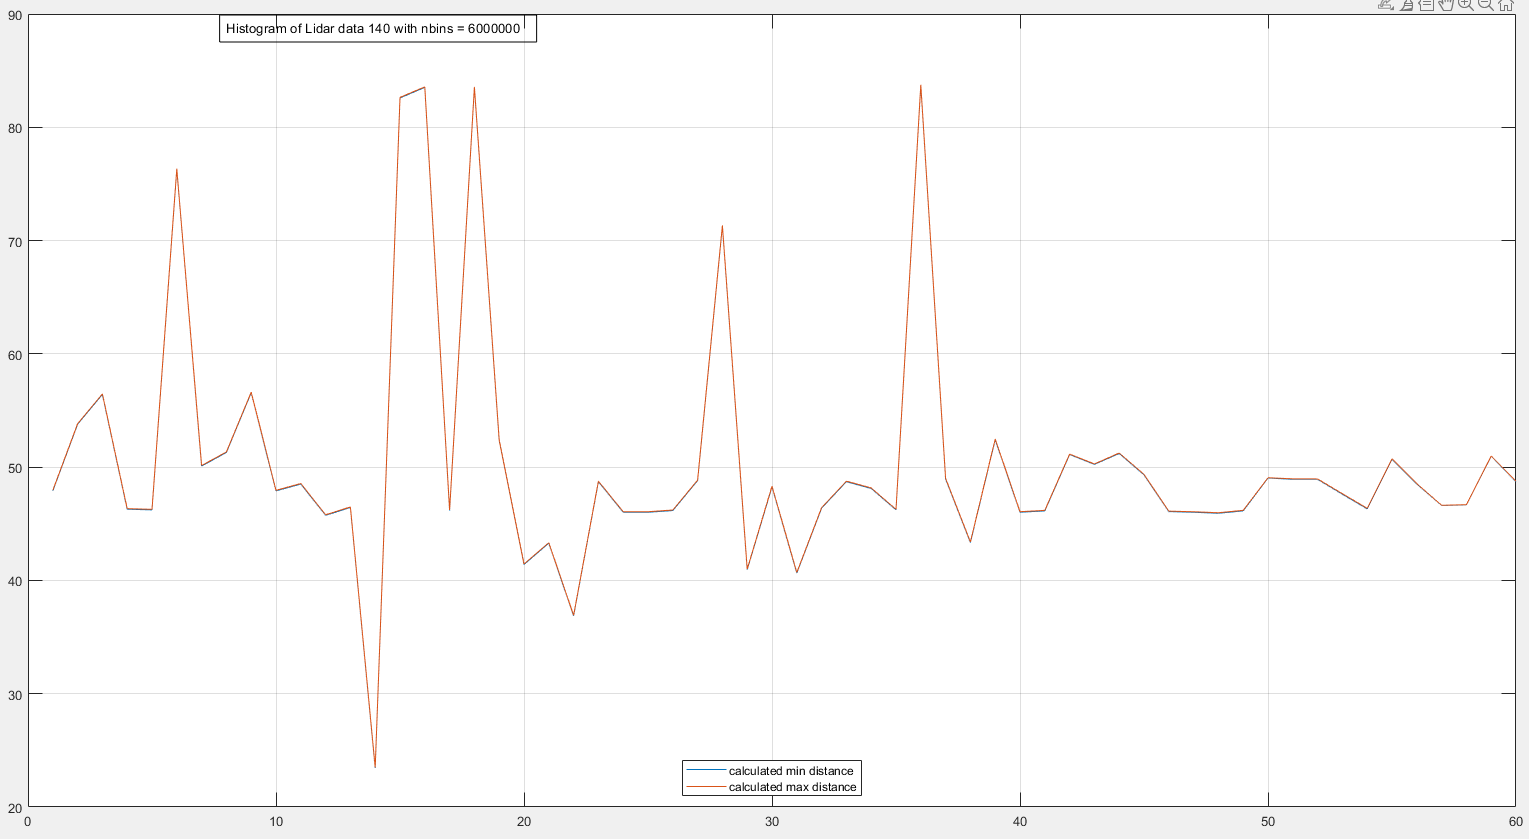 90
Histogram of Lidar data 140 with nbins = 6000000
80
70
60
50
40
30
calculated min distance
calculated max distance
20
0 10 20 30 40 50 60